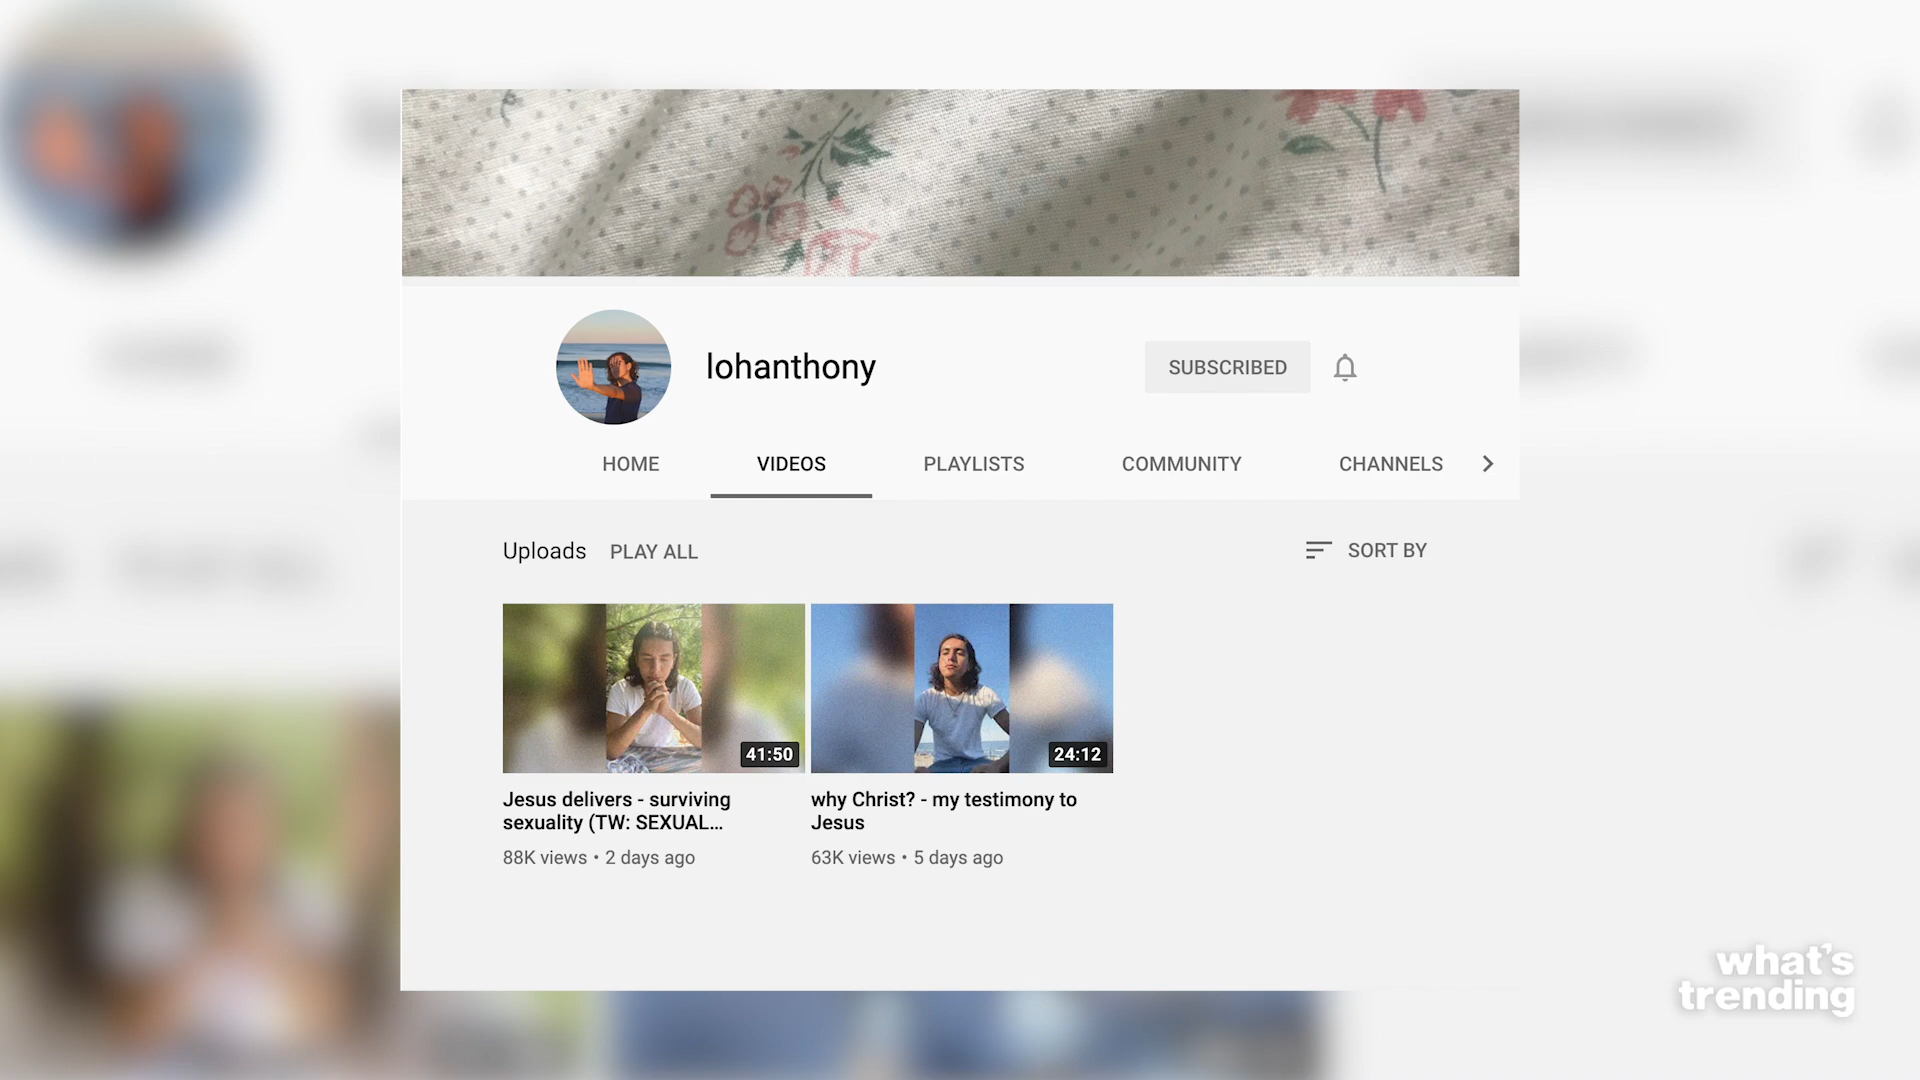 lohanthony
SUBSCRIBED
HOME
VIDEOS
PLAYLISTS
COMMUNITY
CHANNELS
Uploads
PLAY ALL
SORT BY
41:50
24:12
Jesus delivers - surviving
sexuality (TW: SEXUAL...
88K views • 2 days ago
why Christ? - my testimony to
Jesus
63K views • 5 days ago
what's
trending